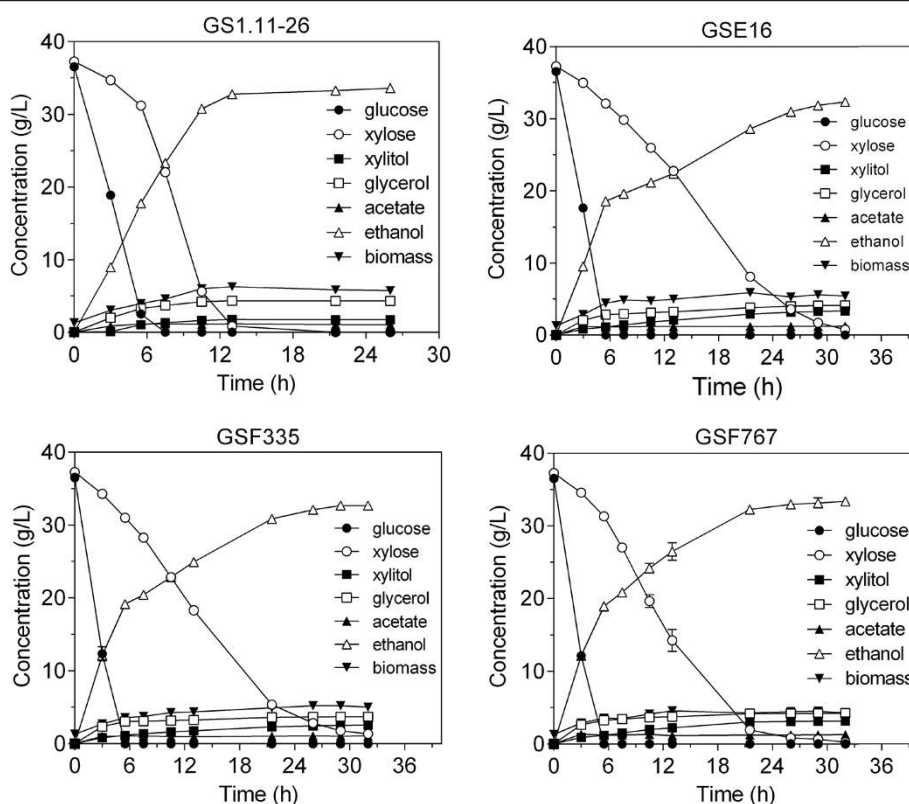 GS1.11-26
Concentration (g/L)
40
30
20
10
0
glucose
xylose
xylitol
glycerol
acetate
ethanol
biomass
0 6 12 18 24 30
Time (h)
GSE16
Concentration (g/L)
40
30
20
10
0
glucose
xylose
xylitol
glycerol
acetate
ethanol
biomass
0 6 12 18 24 30 36
Time (h)
GSF335
Concentration (g/L)
40
30
20
10
0
glucose
xylose
xylitol
glycerol
acetate
ethanol
biomass
0 6 12 18 24 30 36
Time (h)
GSF767
Concentration (g/L)
40
30
20
10
0
glucose
xylose
xylitol
glycerol
acetate
ethanol
biomass
0 6 12 18 24 30 36
Time (h)